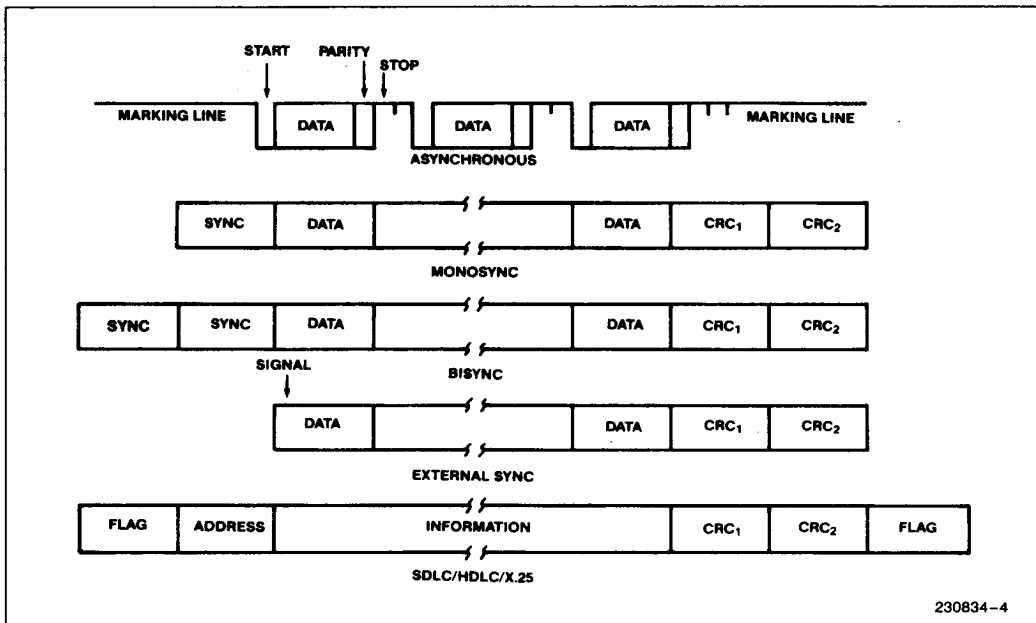 START PARITY STOP
MARKING LINE DATA DATA DATA MARKING LINE
ASYNCHRONOUS
SYNC DATA DATA CRC₁ CRC₂
MONOSYNC
SYNC SYNC DATA DATA CRC₁ CRC₂
SIGNAL
BISYNC
DATA DATA CRC₁ CRC₂
EXTERNAL SYNC
FLAG ADDRESS INFORMATION CRC₁ CRC₂ FLAG
SDLC/HDLC/X.25
230834–4